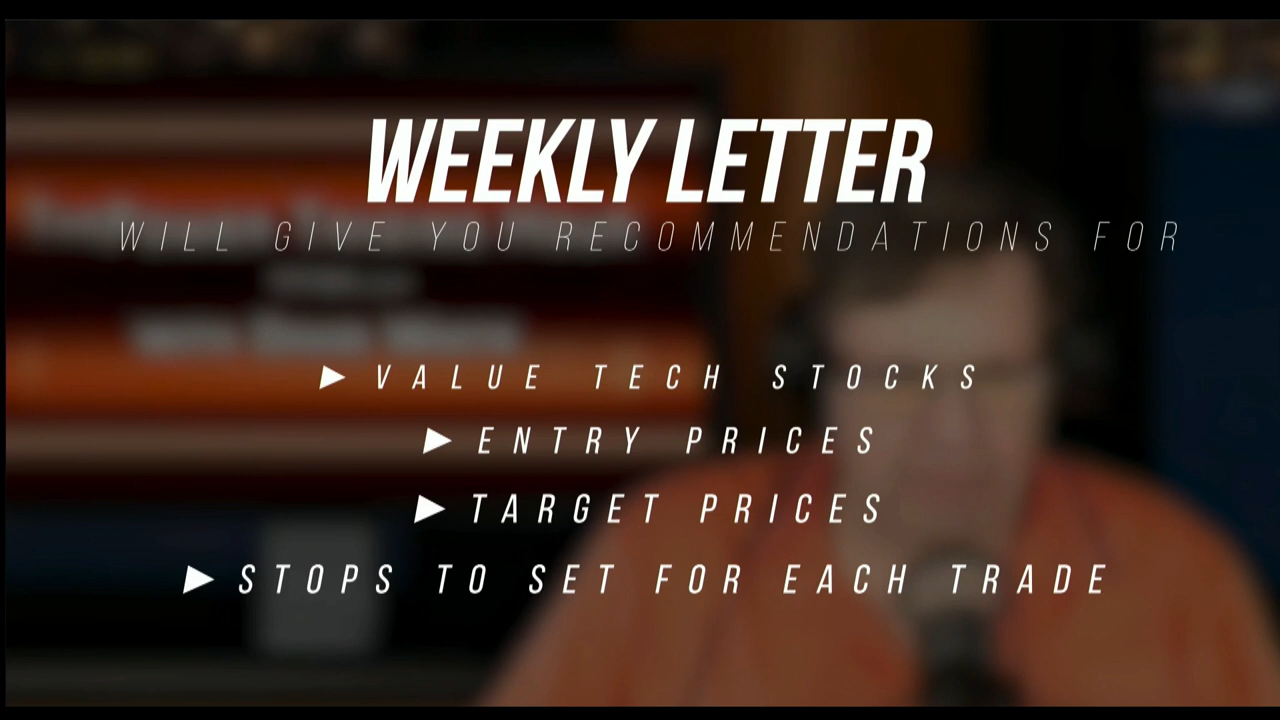 WEEKLY LETTER
WILL GIVE YOU RECOMMENDATIONS FOR
▶ VALUE TECH STOCKS
▶ ENTRY PRICES
▶ TARGET PRICES
▶ STOPS TO SET FOR EACH TRADE